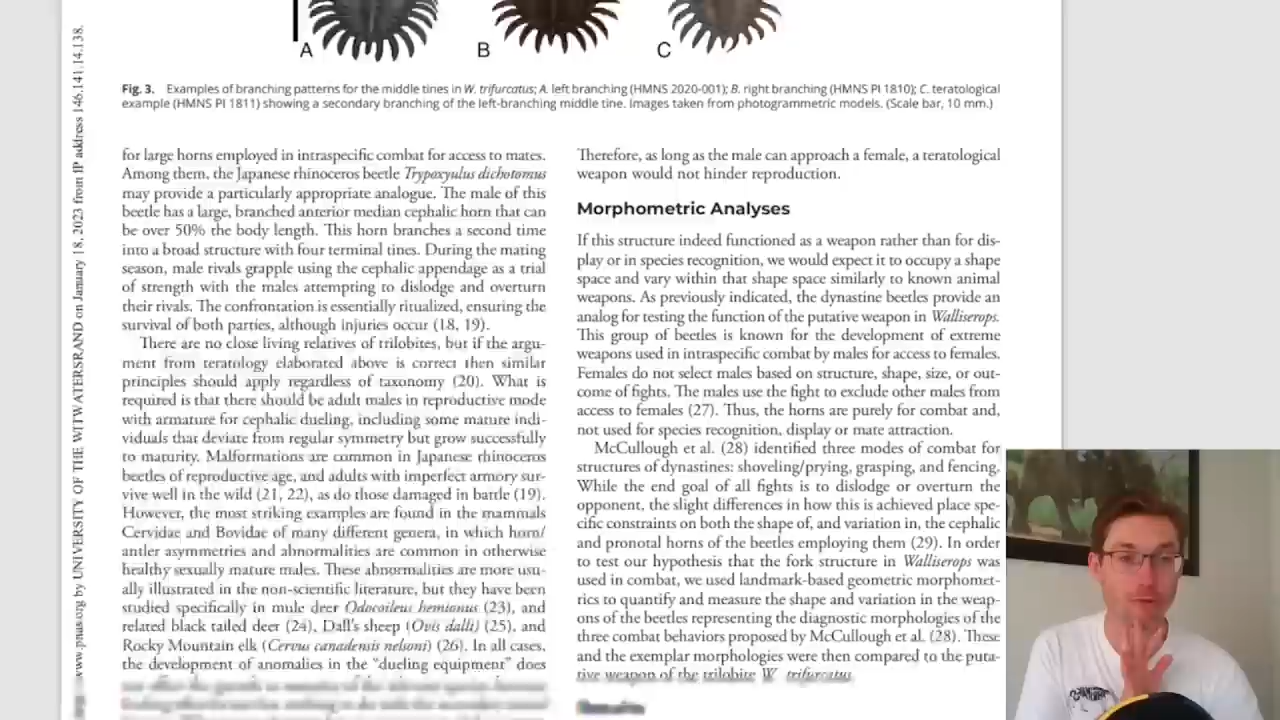 A B C
Fig. 3. Examples of branching patterns for the middle tines in W. trifurcatus; A. left branching (HMNS 2020-001); B. right branching (HMNS PI 1810); C. teratological
example (HMNS PI 1811) showing a secondary branching of the left-branching middle tine. Images taken from photogrammetric models. (Scale bar, 10 mm.)
www.pnas.org by UNIVERSITY OF THE WITWATERSRAND on January 18, 2023 from IP address 146.141.14.138.
for large horns employed in intraspecific combat for access to mates.
Among them, the Japanese rhinoceros beetle Trypoxylus dichotomus
may provide a particularly appropriate analogue. The male of this
beetle has a large, branched anterior median cephalic horn that can
be over 50% the body length. This horn branches a second time
into a broad structure with four terminal tines. During the mating
season, male rivals grapple using the cephalic appendage as a trial
of strength with the males attempting to dislodge and overturn
their rivals. The confrontation is essentially ritualized, ensuring the
survival of both parties, although injuries occur (18, 19).
There are no close living relatives of trilobites, but if the argu-
ment from teratology elaborated above is correct then similar
principles should apply regardless of taxonomy (20). What is
required is that there should be adult males in reproductive mode
with armature for cephalic dueling, including some mature indi-
viduals that deviate from regular symmetry but grow successfully
to maturity. Malformations are common in Japanese rhinoceros
beetles of reproductive age, and adults with imperfect armory sur-
vive well in the wild (21, 22), as do those damaged in battle (19).
However, the most striking examples are found in the mammals
Cervidae and Bovidae of many different genera, in which horn/
antler asymmetries and abnormalities are common in otherwise
healthy sexually mature males. These abnormalities are more usu-
ally illustrated in the non-scientific literature, but they have been
studied specifically in mule deer Odocoileus hemionus (23), and
related black tailed deer (24), Dall's sheep (Ovis dalli) (25), and
Rocky Mountain elk (Cervus canadensis nelsoni) (26). In all cases,
the development of anomalies in the “dueling equipment” does
Therefore, as long as the male can approach a female, a teratological
weapon would not hinder reproduction.
Morphometric Analyses
If this structure indeed functioned as a weapon rather than for dis-
play or in species recognition, we would expect it to occupy a shape
space and vary within that shape space similarly to known animal
weapons. As previously indicated, the dynastine beetles provide an
analog for testing the function of the putative weapon in Walliserops.
This group of beetles is known for the development of extreme
weapons used in intraspecific combat by males for access to females.
Females do not select males based on structure, shape, size, or out-
come of fights. The males use the fight to exclude other males from
access to females (27). Thus, the horns are purely for combat and,
not used for species recognition, display or mate attraction.
McCullough et al. (28) identified three modes of combat for
structures of dynastines: shoveling/prying, grasping, and fencing.
While the end goal of all fights is to dislodge or overturn the
opponent, the slight differences in how this is achieved place spe-
cific constraints on both the shape of, and variation in, the cephalic
and pronotal horns of the beetles employing them (29). In order
to test our hypothesis that the fork structure in Walliserops was
used in combat, we used landmark-based geometric morphomet-
rics to quantify and measure the shape and variation in the weap-
ons of the beetles representing the diagnostic morphologies of the
three combat behaviors proposed by McCullough et al. (28). These
and the exemplar morphologies were then compared to the puta-
tive weapon of the trilobite W. trifurcatus.